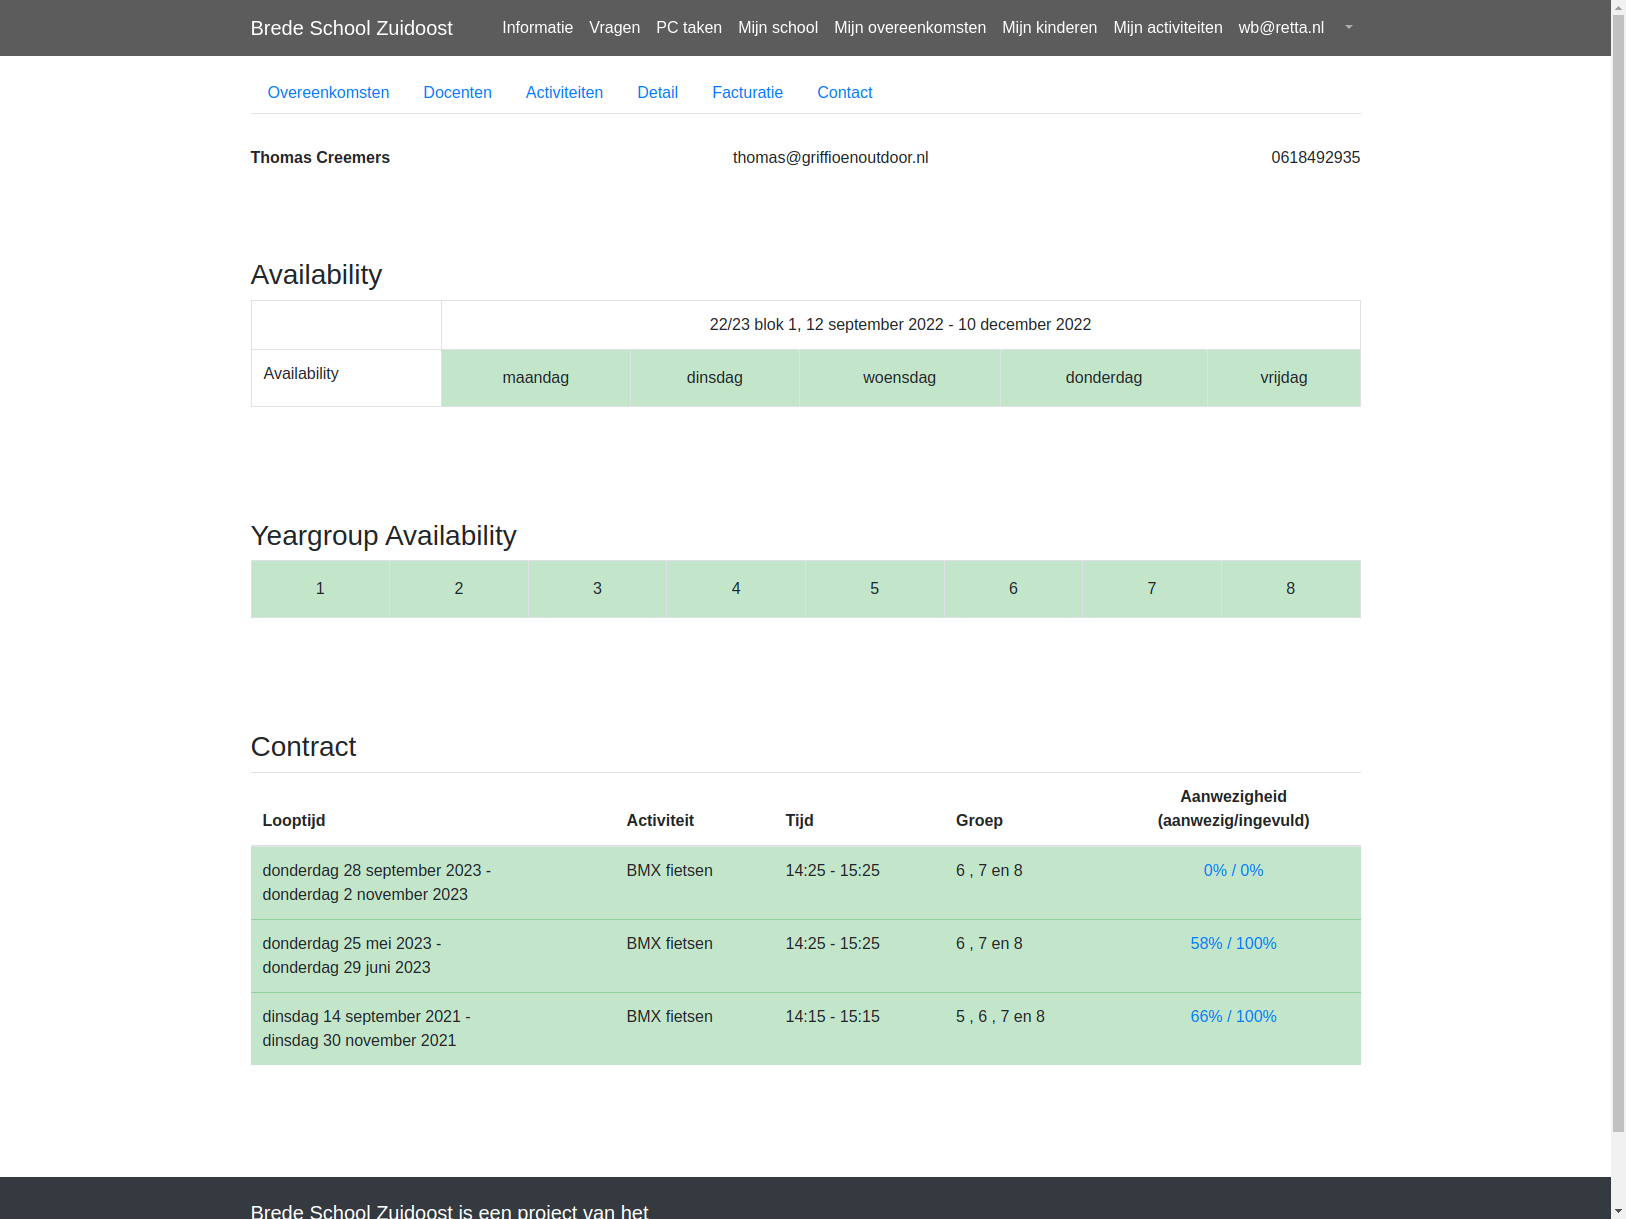 Brede School Zuidoost Informatie Vragen PC taken Mijn school Mijn overeenkomsten Mijn kinderen Mijn activiteiten wb@retta.nl
Overeenkomsten Docenten Activiteiten Detail Facturatie Contact
Thomas Creemers thomas@griffioenoutdoor.nl 0618492935
Availability
22/23 blok 1, 12 september 2022 - 10 december 2022
Availability maandag dinsdag woensdag donderdag vrijdag
Yeargroup Availability
1 2 3 4 5 6 7 8
Contract
Aanwezigheid
Looptijd Activiteit Tijd Groep (aanwezig/ingevuld)
donderdag 28 september 2023 - BMX fietsen 14:25 - 15:25 6 , 7 en 8 0% / 0%
donderdag 2 november 2023
donderdag 25 mei 2023 - BMX fietsen 14:25 - 15:25 6 , 7 en 8 58% / 100%
donderdag 29 juni 2023
dinsdag 14 september 2021 - BMX fietsen 14:15 - 15:15 5 , 6 , 7 en 8 66% / 100%
dinsdag 30 november 2021
Brede School Zuidoost is een project van het